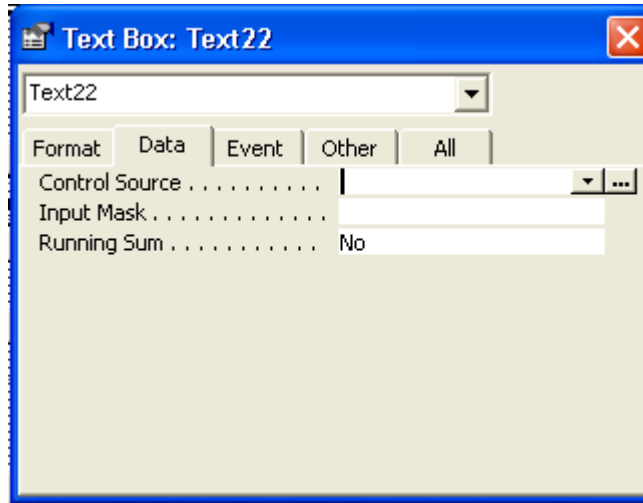 Text Box: Text22
Text22
Format Data Event Other All
Control Source . . . . . . . . . .
Input Mask . . . . . . . . . . . . .
Running Sum . . . . . . . . . . . No